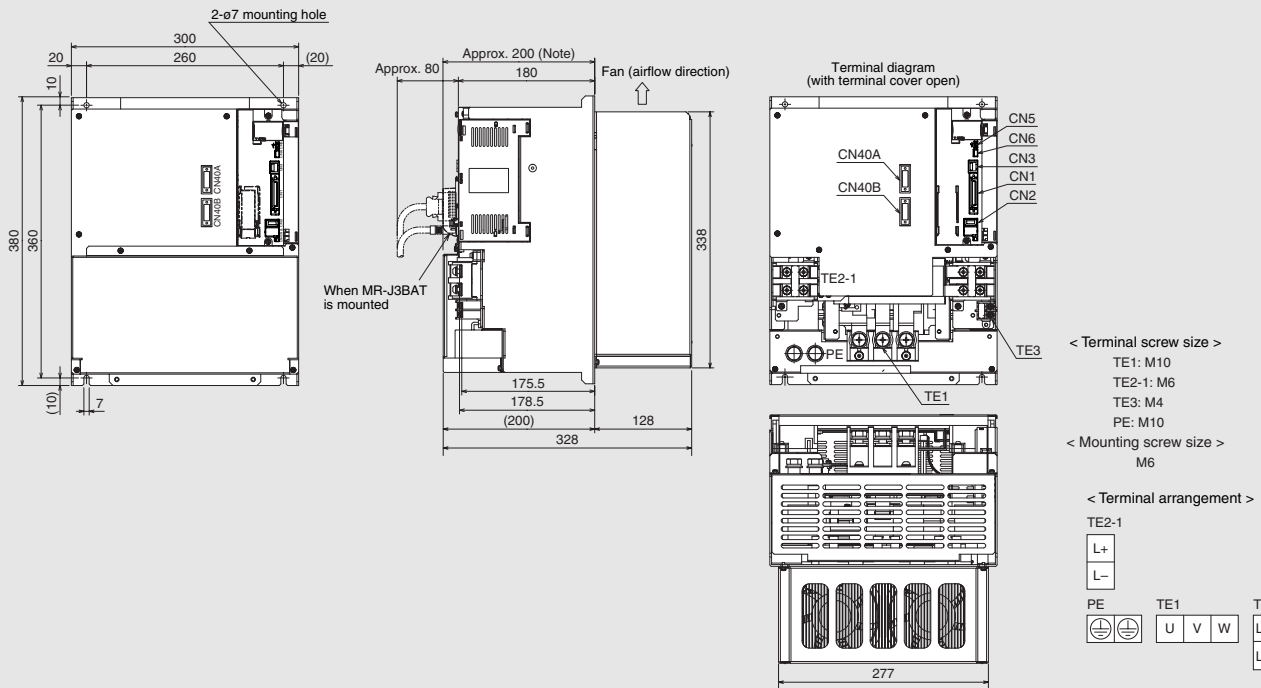 2-ø7 mounting hole
300
20
260
(20)
10
380
360
CN40A
CN40B
(10)
7
Approx. 200 (Note)
Approx. 80
180
Fan (airflow direction)
When MR-J3BAT
is mounted
338
175.5
178.5
(200)
128
328
Terminal diagram
(with terminal cover open)
CN5
CN6
CN3
CN1
CN2
CN40A
CN40B
TE2-1
PE
TE3
TE1
277
< Terminal screw size >
TE1: M10
TE2-1: M6
TE3: M4
PE: M10
< Mounting screw size >
M6
< Terminal arrangement >
TE2-1
L+
L−
PE
TE1
U V W